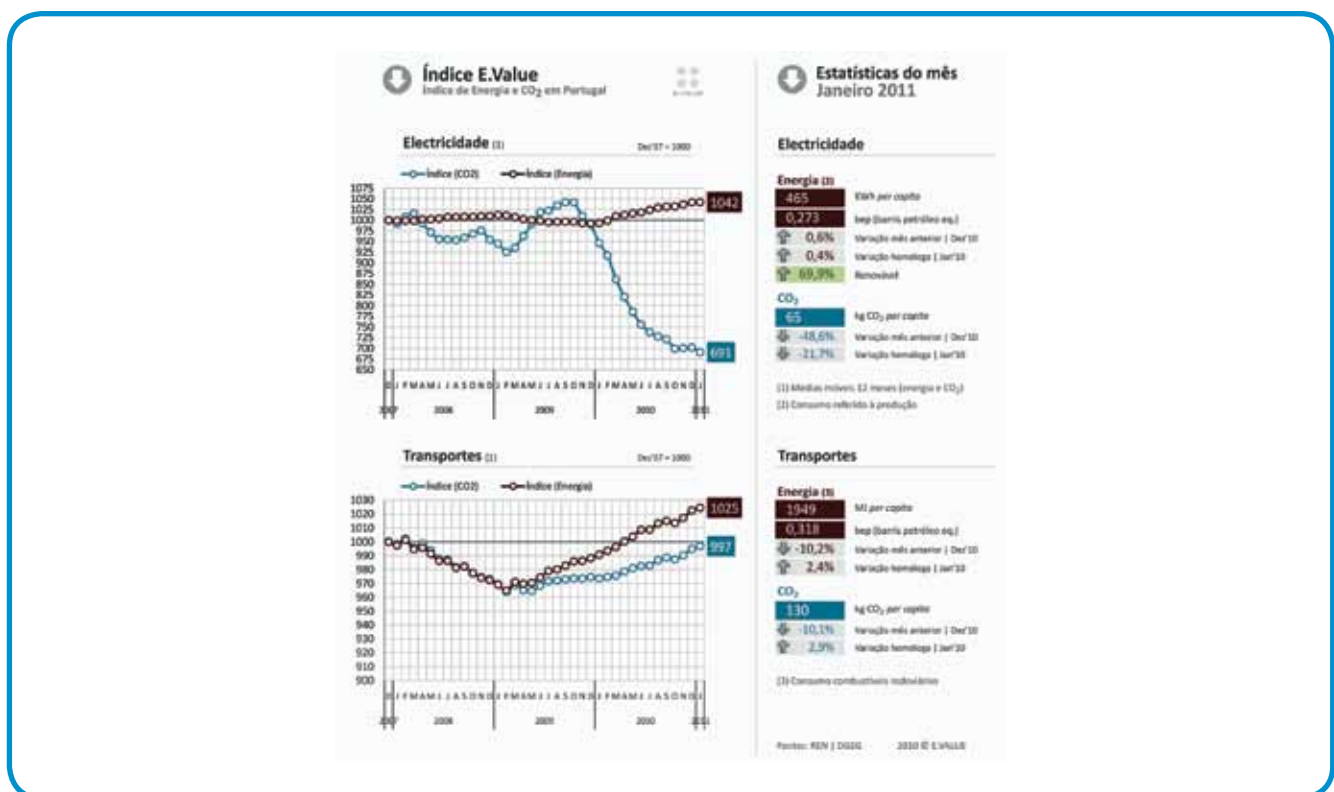 Índice E.Value
Índice de Energia e CO2 em Portugal
Electricidade (1)
Dez'07 = 1000
Índice (CO2) Índice (Energia)
1075
1050
1025
1000
975
950
925
900
875
850
825
800
775
750
725
700
675
650
1042
691
D J F M A M J J A S O N D J F M A M J J A S O N D J F M A M J J A S O N D J
2007 2008 2009 2010 2011
Transportes (1)
Dez'07 = 1000
Índice (CO2) Índice (Energia)
1030
1020
1010
1000
990
980
970
960
950
940
930
920
910
900
1025
997
D J F M A M J J A S O N D J F M A M J J A S O N D J F M A M J J A S O N D J
2007 2008 2009 2010 2011
Estatísticas do mês
Janeiro 2011
Electricidade
Energia (2)
465 KWh per capita
0,273 bep (barris petróleo eq.)
0,6% Variação mês anterior | Dez'10
0,4% Variação homóloga | Jan'10
69,9% Renovável
CO2
65 kg CO2 per capita
-48,6% Variação mês anterior | Dez'10
-21,7% Variação homóloga | Jan'10
(1) Médias móveis 12 meses (energia e CO2)
(2) Consumo referido à produção
Transportes
Energia (3)
1949 MJ per capita
0,318 bep (barris petróleo eq.)
-10,2% Variação mês anterior | Dez'10
2,4% Variação homóloga | Jan'10
CO2
130 kg CO2 per capita
-10,1% Variação mês anterior | Dez'10
2,9% Variação homóloga | Jan'10
(3) Consumo combustíveis rodoviários
Fontes: REN | DGEG 2010 © E.VALUE